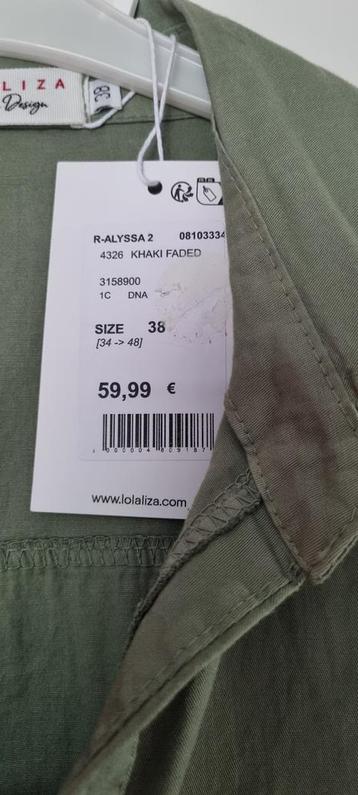 LIZA
Design
38
R-ALYSSA 2 08103334
4326 KHAKI FADED
3158900
1C DNA
SIZE 38
[34 -> 48]
59,99 €
www.lolaliza.com